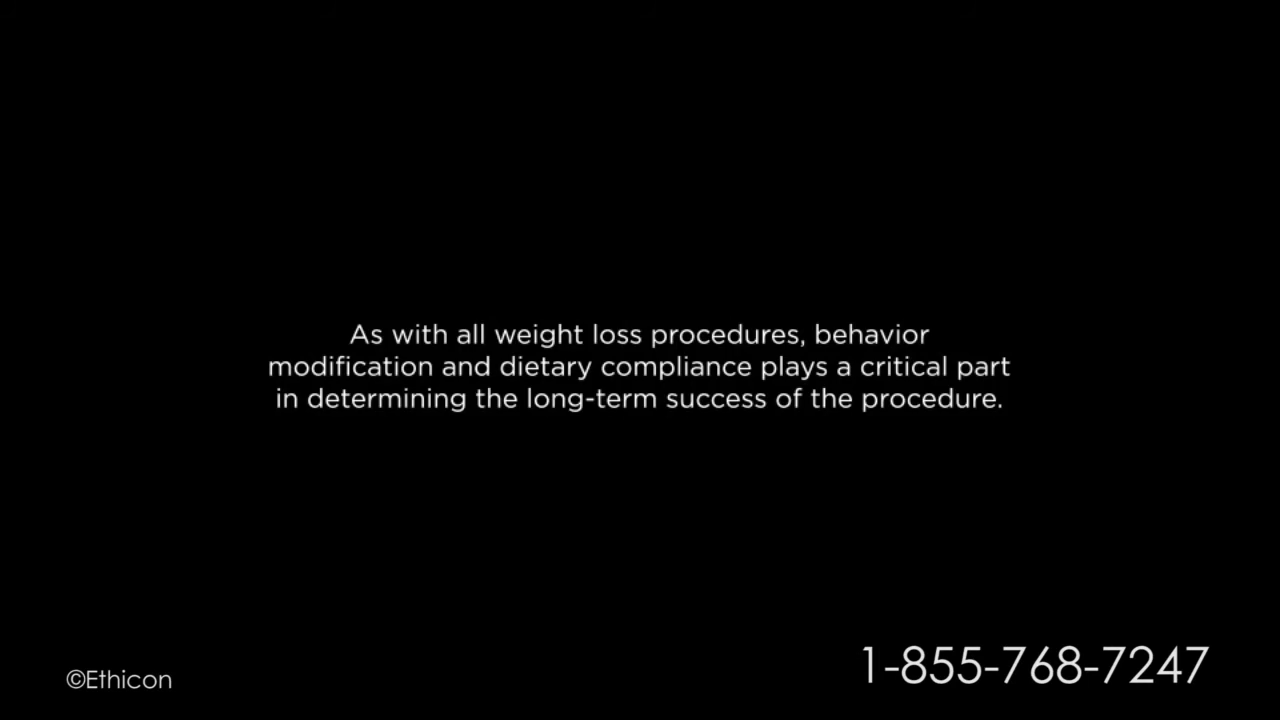 As with all weight loss procedures, behavior
modification and dietary compliance plays a critical part
in determining the long-term success of the procedure.
©Ethicon
1-855-768-7247